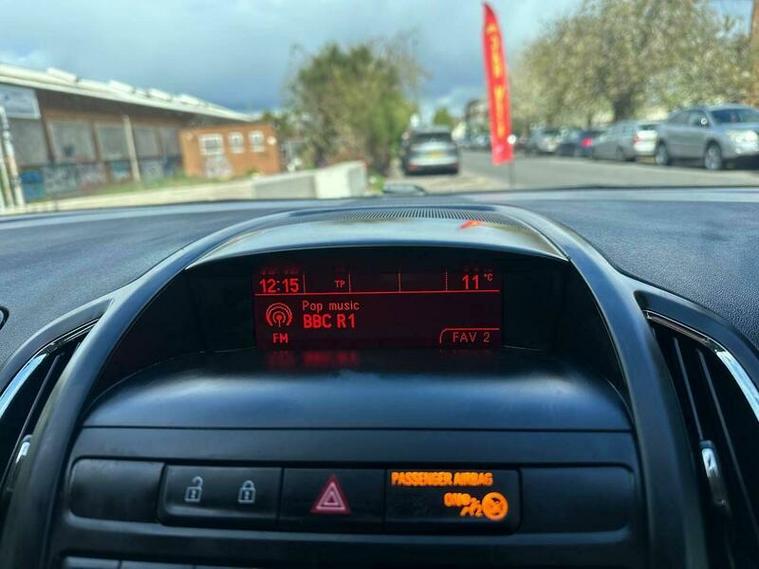 12:15 TP 11 °C
Pop music
BBC R1
FM FAV 2
PASSENGER AIRBAG